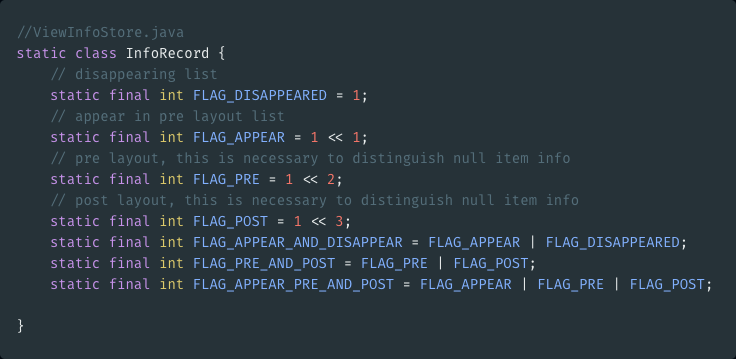 //ViewInfoStore.java
static class InfoRecord {
    // disappearing list
    static final int FLAG_DISAPPEARED = 1;
    // appear in pre layout list
    static final int FLAG_APPEAR = 1 << 1;
    // pre layout, this is necessary to distinguish null item info
    static final int FLAG_PRE = 1 << 2;
    // post layout, this is necessary to distinguish null item info
    static final int FLAG_POST = 1 << 3;
    static final int FLAG_APPEAR_AND_DISAPPEAR = FLAG_APPEAR | FLAG_DISAPPEARED;
    static final int FLAG_PRE_AND_POST = FLAG_PRE | FLAG_POST;
    static final int FLAG_APPEAR_PRE_AND_POST = FLAG_APPEAR | FLAG_PRE | FLAG_POST;
}